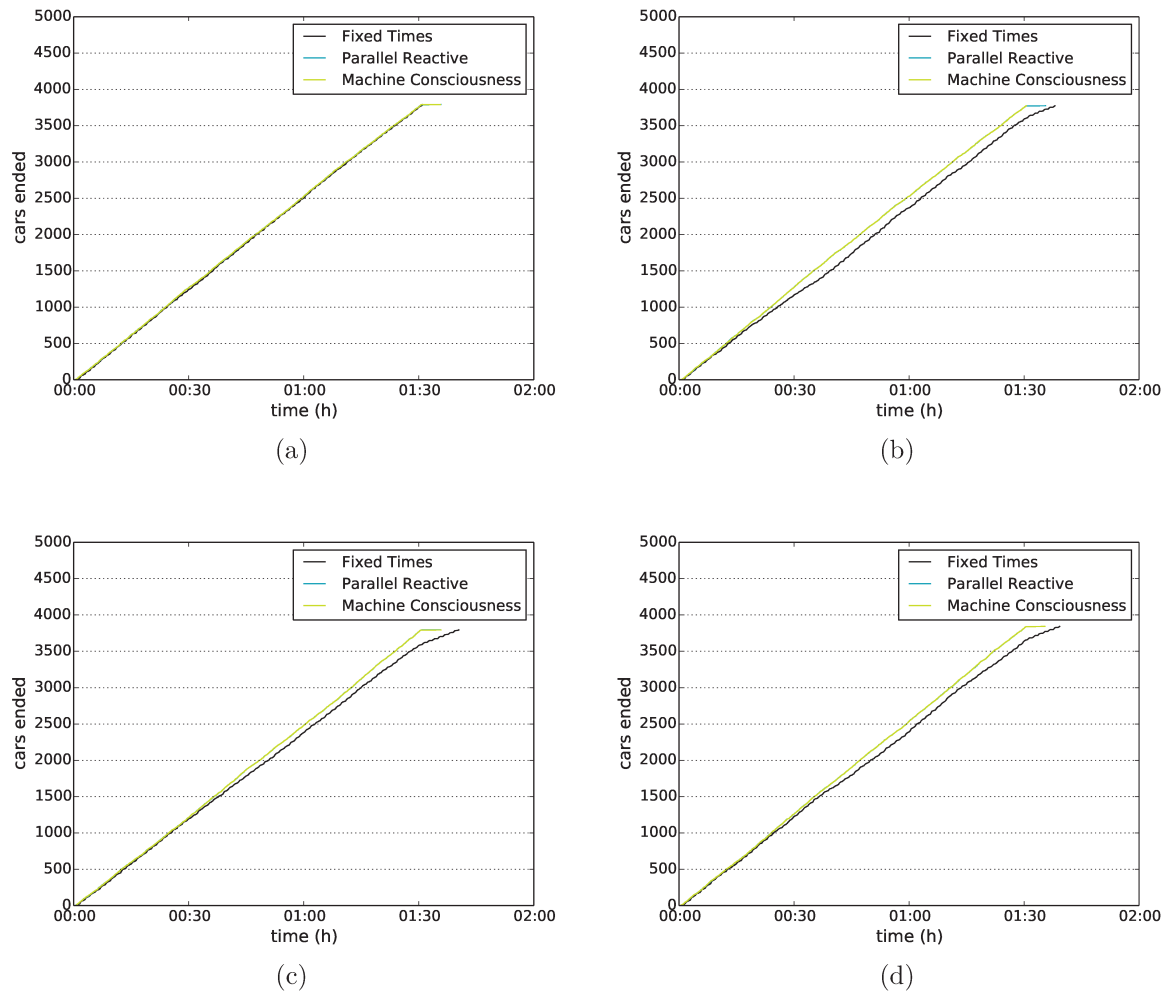 5000
4500
4000
3500
3000
2500
2000
1500
1000
500
0
cars ended
00:00 00:30 01:00 01:30 02:00
time (h)
Fixed Times
Parallel Reactive
Machine Consciousness
(a)
5000
4500
4000
3500
3000
2500
2000
1500
1000
500
0
cars ended
00:00 00:30 01:00 01:30 02:00
time (h)
Fixed Times
Parallel Reactive
Machine Consciousness
(b)
5000
4500
4000
3500
3000
2500
2000
1500
1000
500
0
cars ended
00:00 00:30 01:00 01:30 02:00
time (h)
Fixed Times
Parallel Reactive
Machine Consciousness
(c)
5000
4500
4000
3500
3000
2500
2000
1500
1000
500
0
cars ended
00:00 00:30 01:00 01:30 02:00
time (h)
Fixed Times
Parallel Reactive
Machine Consciousness
(d)